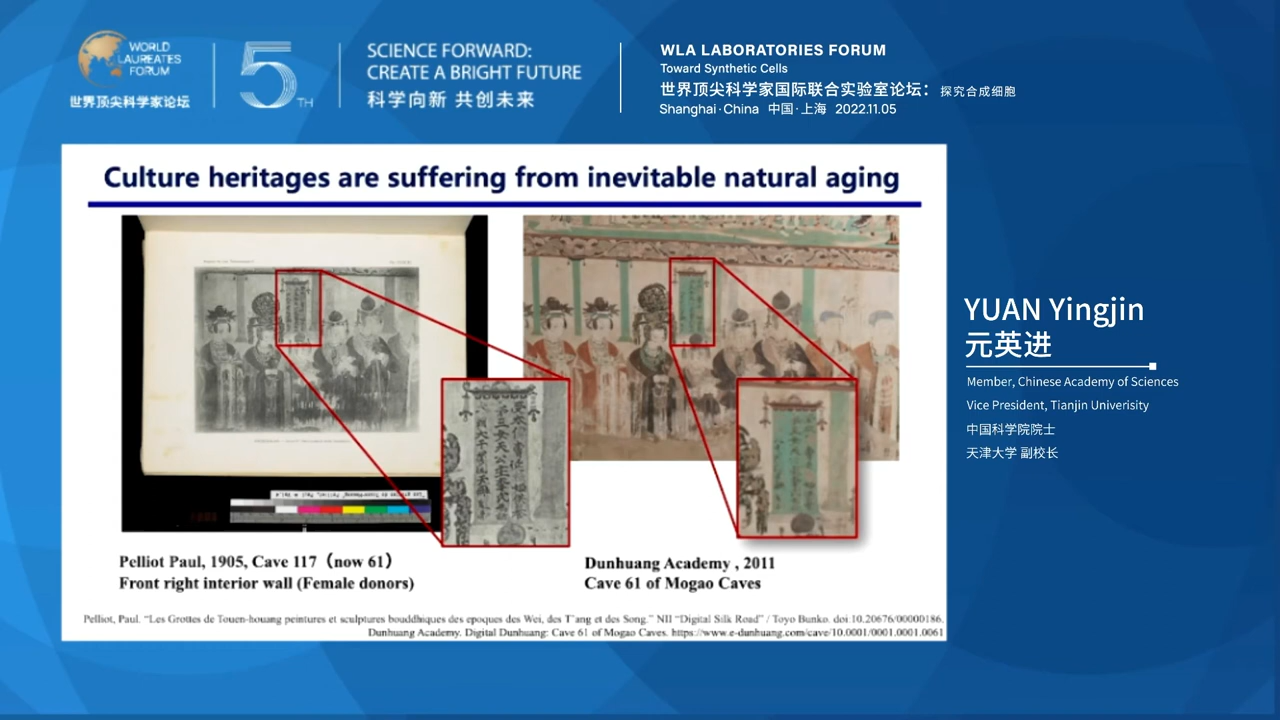 WORLD
LAUREATES
FORUM
世界顶尖科学家论坛
5TH
SCIENCE FORWARD:
CREATE A BRIGHT FUTURE
科学向新 共创未来
WLA LABORATORIES FORUM
Toward Synthetic Cells
世界顶尖科学家国际联合实验室论坛：探究合成细胞
Shanghai·China 中国·上海 2022.11.05
Culture heritages are suffering from inevitable natural aging
Pelliot Paul, 1905, Cave 117（now 61）
Front right interior wall (Female donors)
Dunhuang Academy , 2011
Cave 61 of Mogao Caves
Pelliot, Paul. “Les Grottes de Touen-houang peintures et sculptures bouddhiques des epoques des Wei, des T'ang et des Song.” NII “Digital Silk Road” / Toyo Bunko. doi:10.20676/00000186.
Dunhuang Academy. Digital Dunhuang: Cave 61 of Mogao Caves. https://www.e-dunhuang.com/cave/10.0001/0001.0001.0061
YUAN Yingjin
元英进
Member, Chinese Academy of Sciences
Vice President, Tianjin Univerisity
中国科学院院士
天津大学 副校长